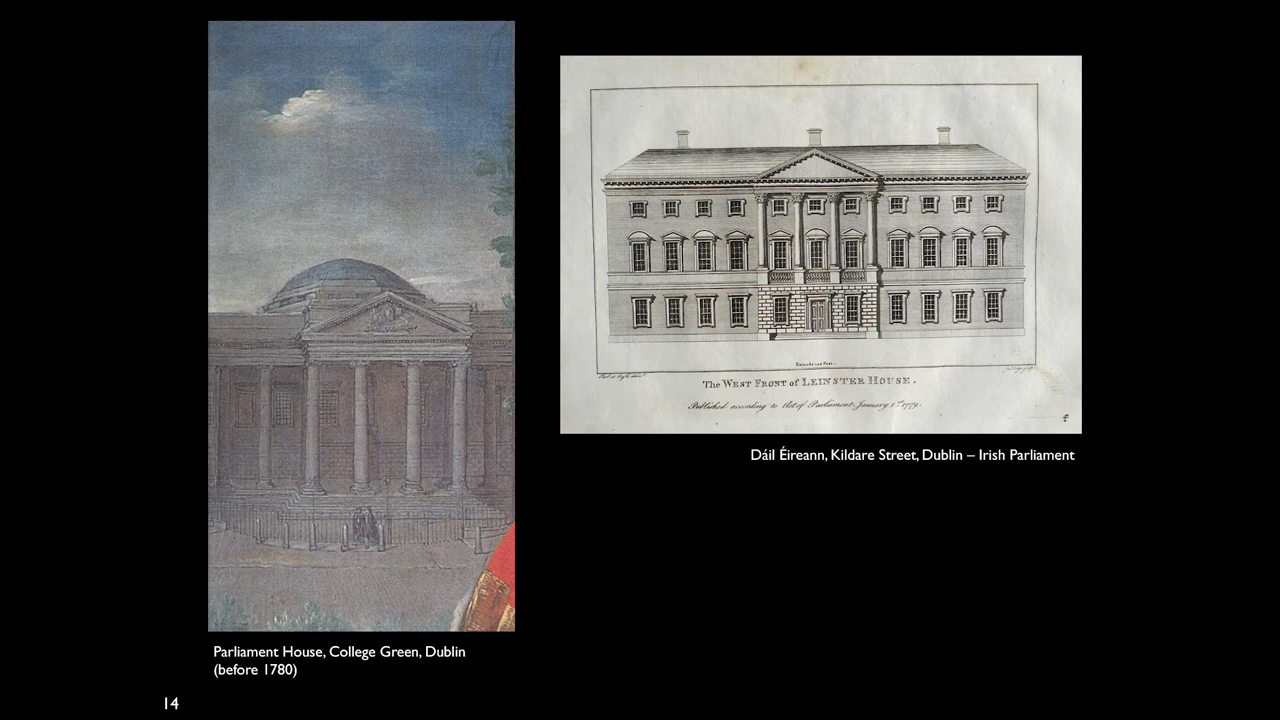 The WEST FRONT of LEINSTER HOUSE.
Published according to Act of Parliament January 1st 1779.
Dáil Éireann, Kildare Street, Dublin – Irish Parliament
Parliament House, College Green, Dublin
(before 1780)
14